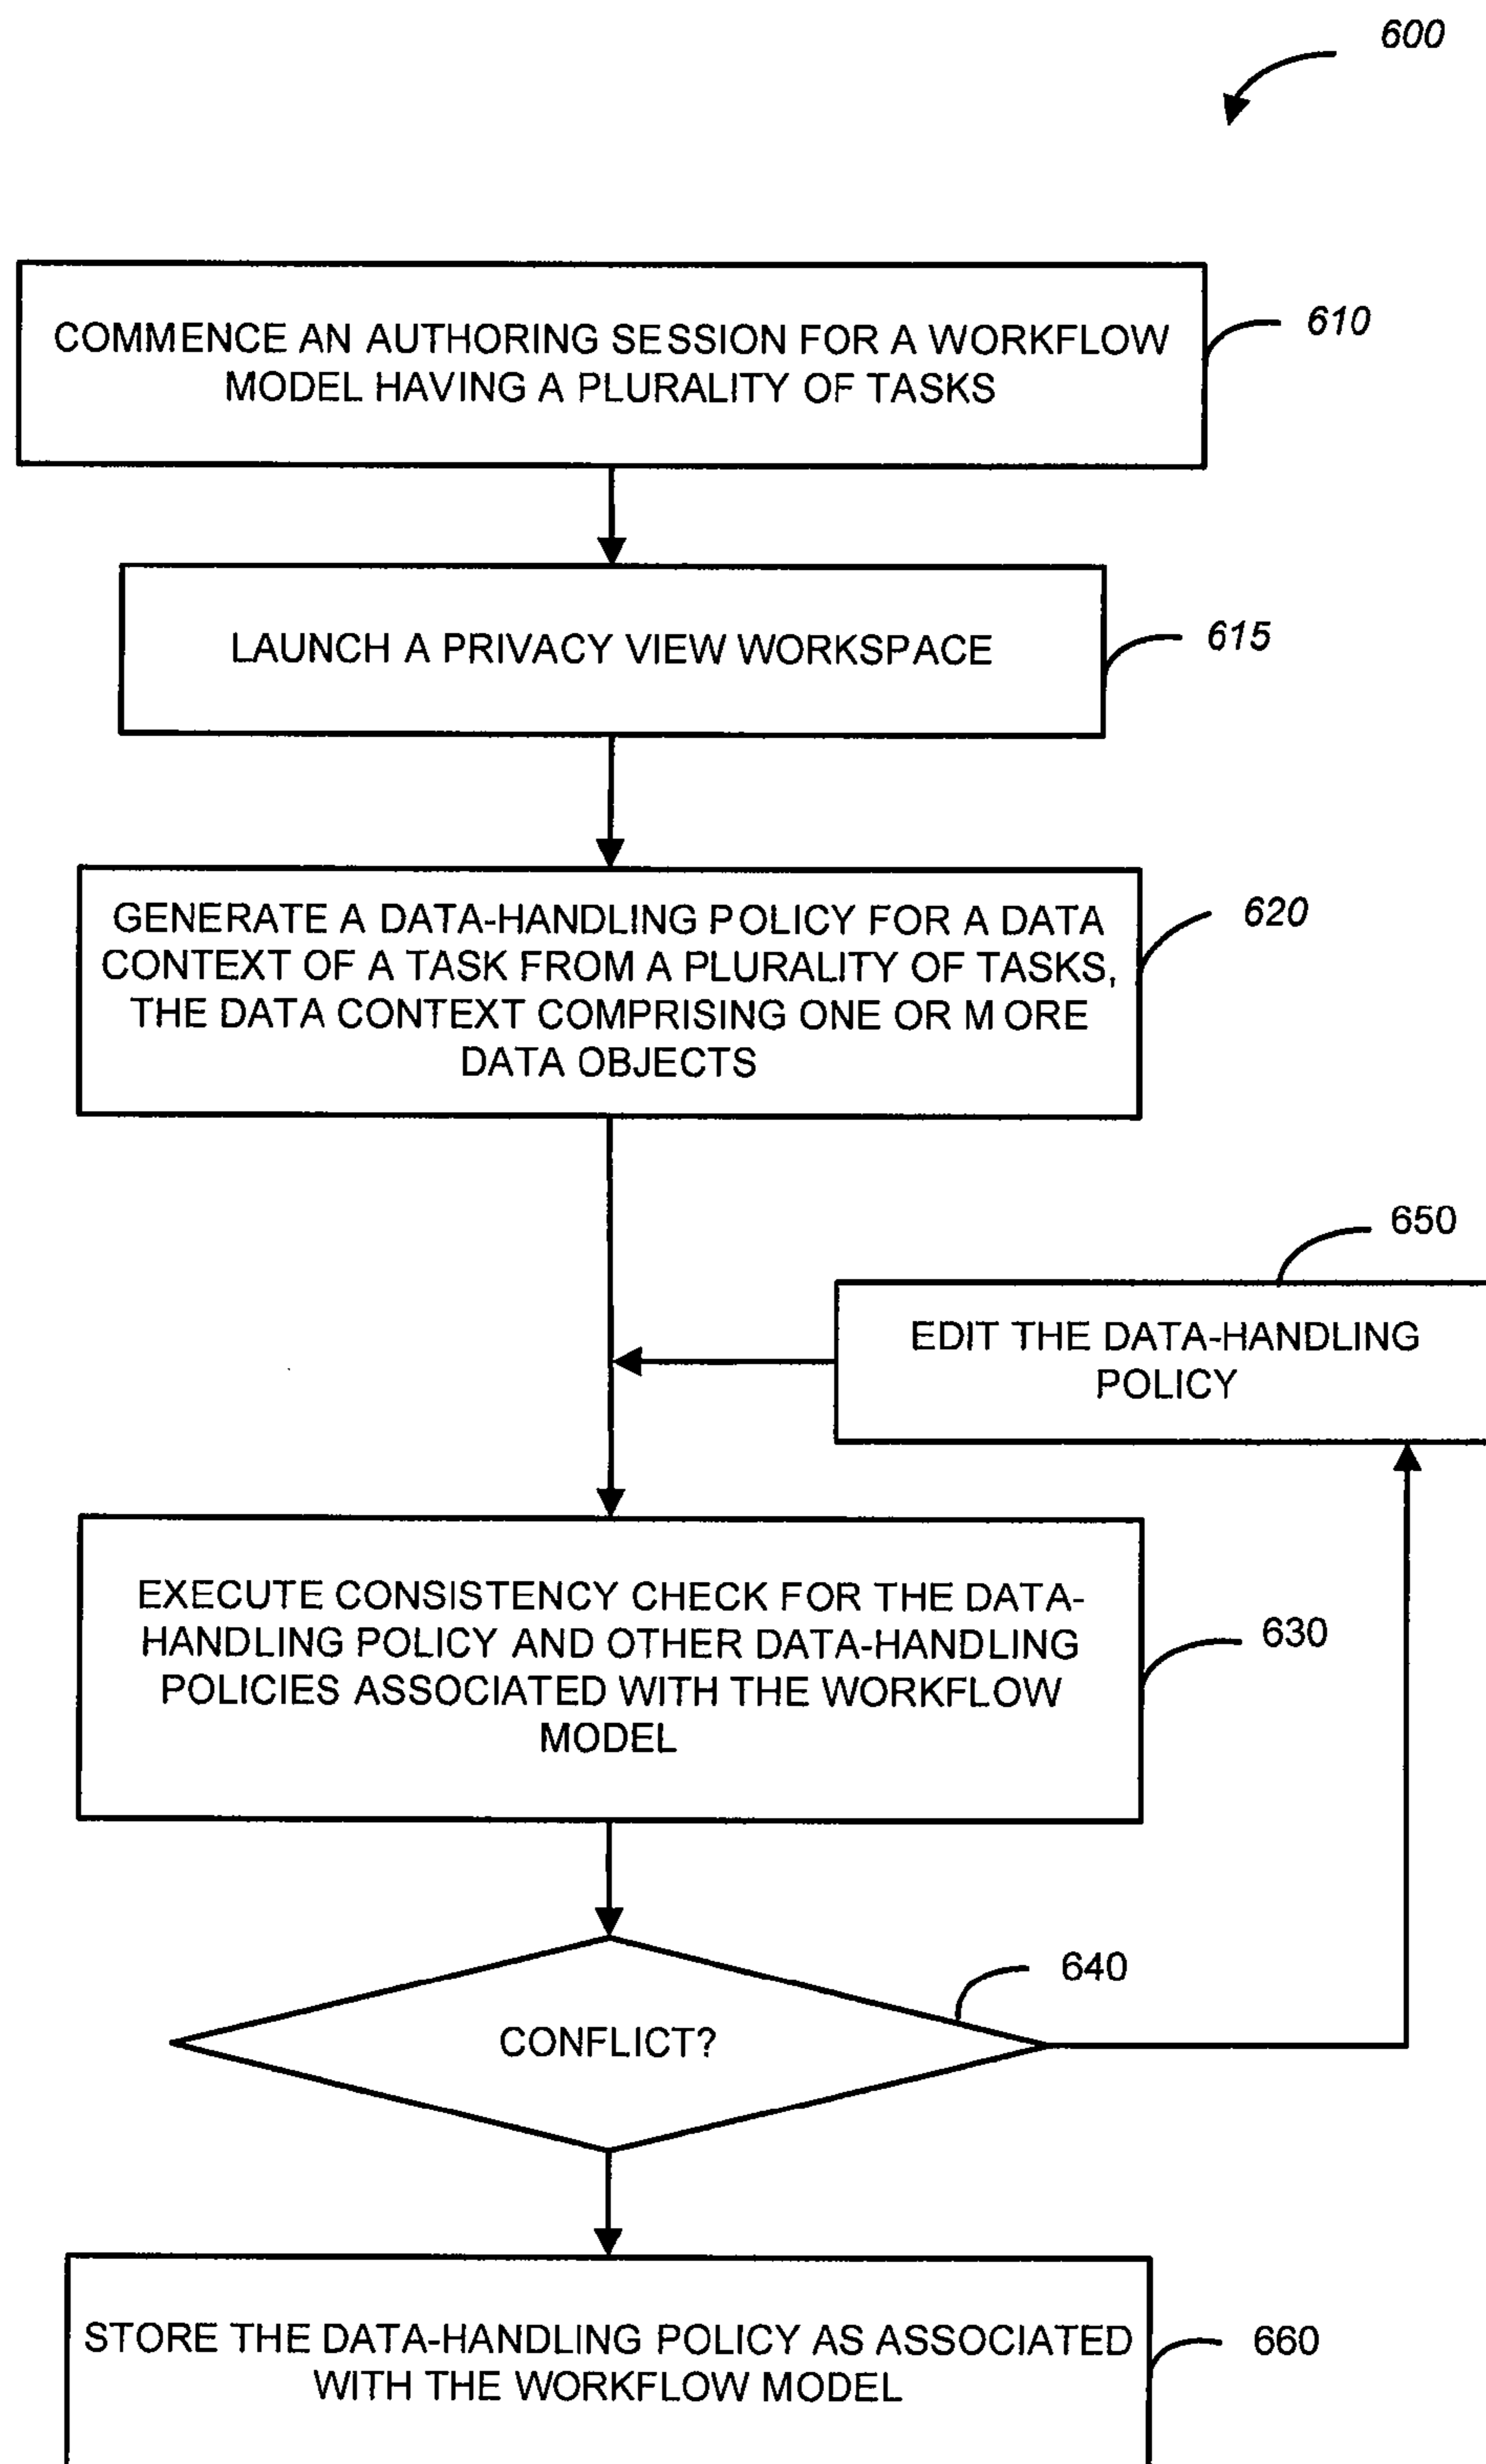 600
COMMENCE AN AUTHORING SESSION FOR A WORKFLOW
MODEL HAVING A PLURALITY OF TASKS
610
LAUNCH A PRIVACY VIEW WORKSPACE
615
GENERATE A DATA-HANDLING POLICY FOR A DATA
CONTEXT OF A TASK FROM A PLURALITY OF TASKS,
THE DATA CONTEXT COMPRISING ONE OR MORE
DATA OBJECTS
620
650
EDIT THE DATA-HANDLING
POLICY
EXECUTE CONSISTENCY CHECK FOR THE DATA-
HANDLING POLICY AND OTHER DATA-HANDLING
POLICIES ASSOCIATED WITH THE WORKFLOW
MODEL
630
640
CONFLICT?
STORE THE DATA-HANDLING POLICY AS ASSOCIATED
WITH THE WORKFLOW MODEL
660